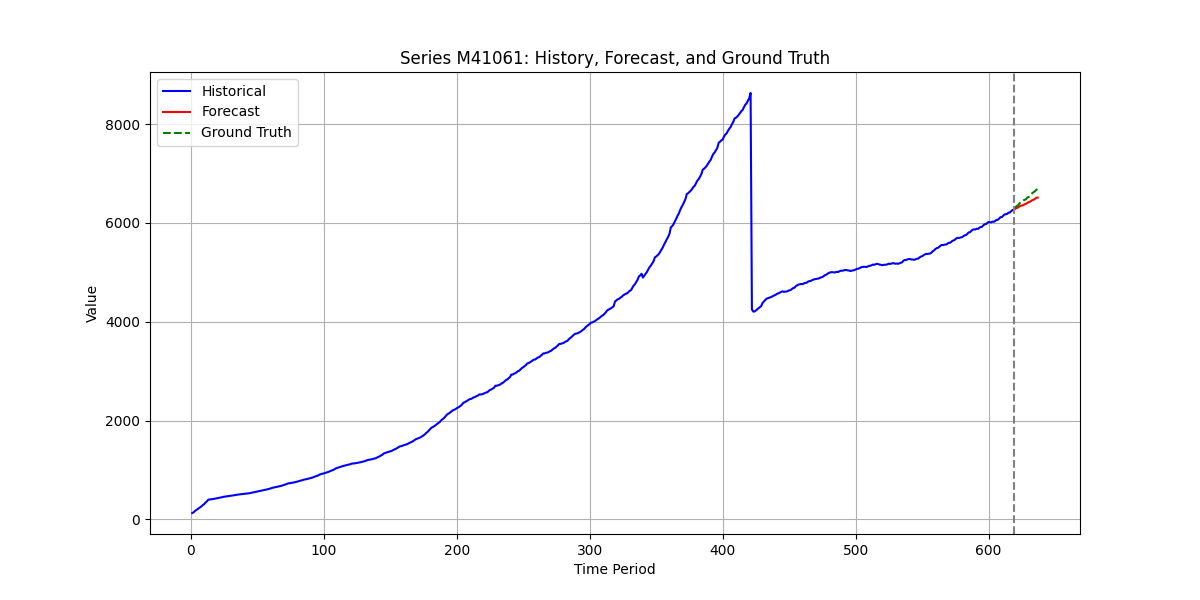 Series M41061: History, Forecast, and Ground Truth
Historical
Forecast
Ground Truth
8000
6000
4000
2000
0
Value
0 100 200 300 400 500 600
Time Period